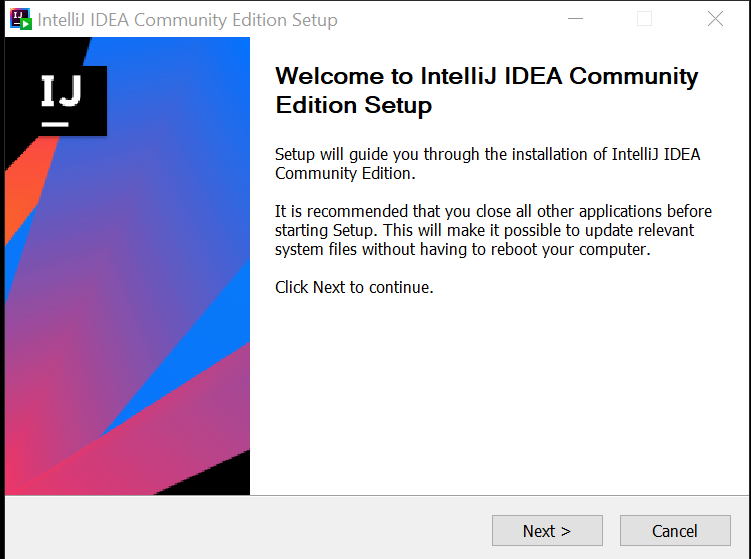 IntelliJ IDEA Community Edition Setup
IJ
Welcome to IntelliJ IDEA Community
Edition Setup
Setup will guide you through the installation of IntelliJ IDEA
Community Edition.
It is recommended that you close all other applications before
starting Setup. This will make it possible to update relevant
system files without having to reboot your computer.
Click Next to continue.
Next >
Cancel